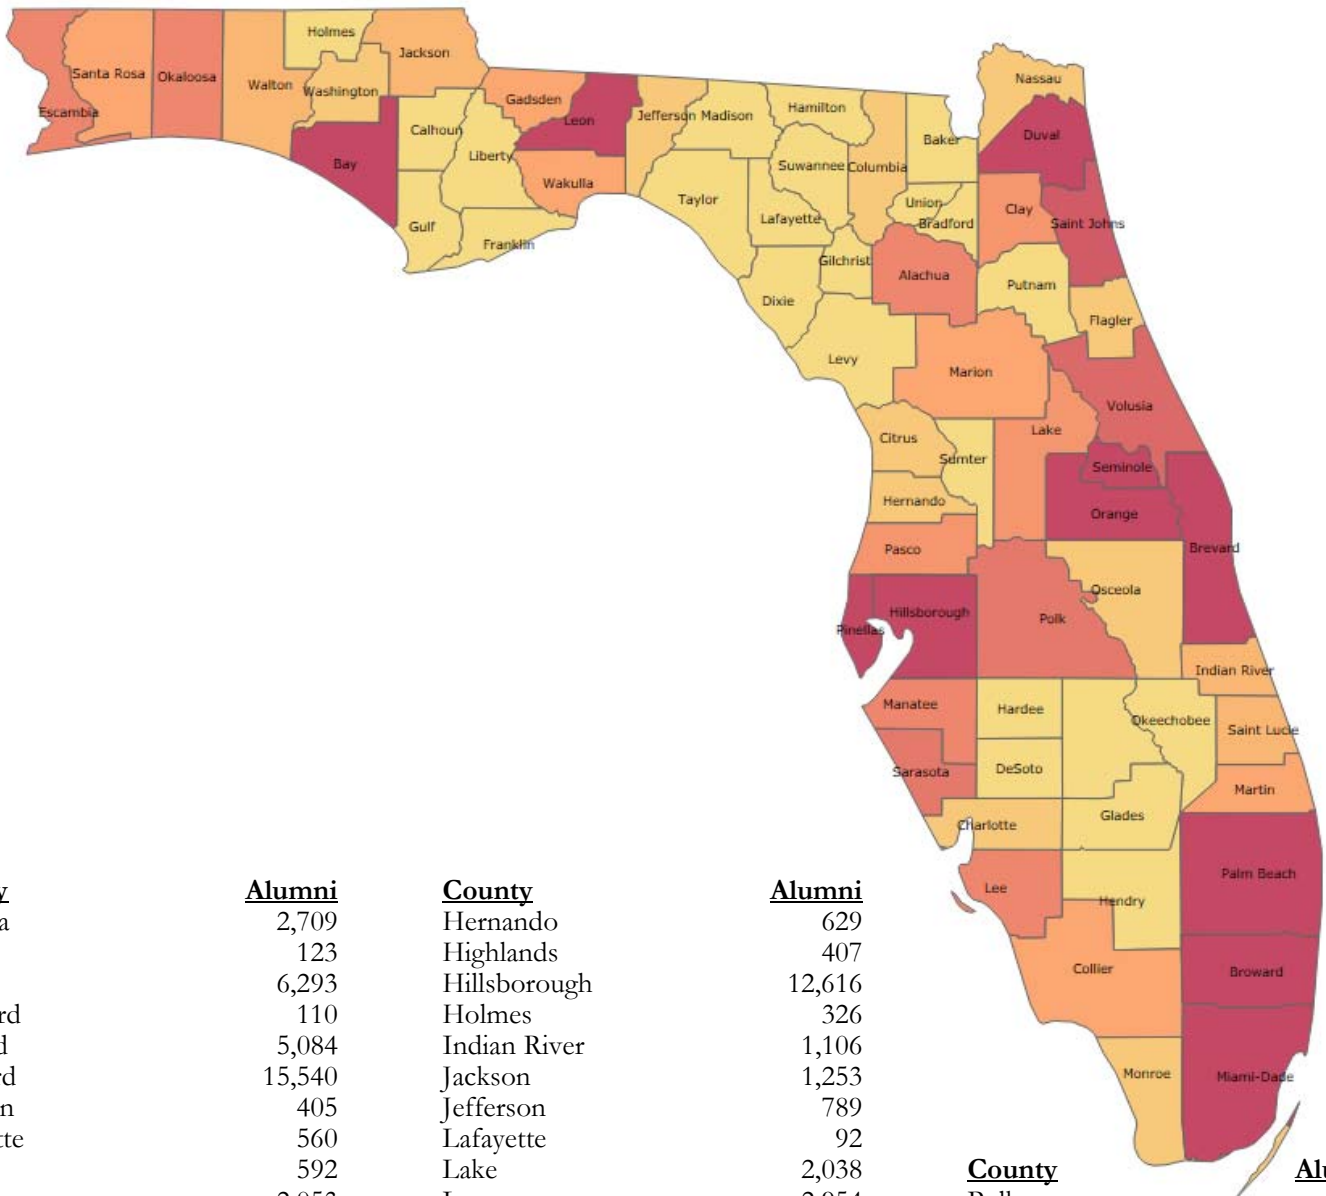 Holmes
Jackson
Santa Rosa
Okaloosa
Walton
Washington
Escambia
Gadsden
Leon
Jefferson
Madison
Hamilton
Nassau
Calhoun
Bay
Liberty
Wakulla
Suwannee
Columbia
Baker
Duval
Gulf
Franklin
Taylor
Lafayette
Union
Bradford
Clay
Saint Johns
Gilchrist
Alachua
Putnam
Dixie
Flagler
Levy
Marion
Volusia
Citrus
Sumter
Lake
Seminole
Hernando
Orange
Pasco
Brevard
Osceola
Pinellas
Hillsborough
Polk
Indian River
Manatee
Hardee
Okeechobee
Saint Lucie
Sarasota
DeSoto
Martin
Charlotte
Glades
Lee
Hendry
Palm Beach
Collier
Broward
Monroe
Miami-Dade
y Alumni County Alumni
a 2,709 Hernando 629
123 Highlands 407
6,293 Hillsborough 12,616
rd 110 Holmes 326
d 5,084 Indian River 1,106
rd 15,540 Jackson 1,253
n 405 Jefferson 789
tte 560 Lafayette 92
592 Lake 2,038 County Al